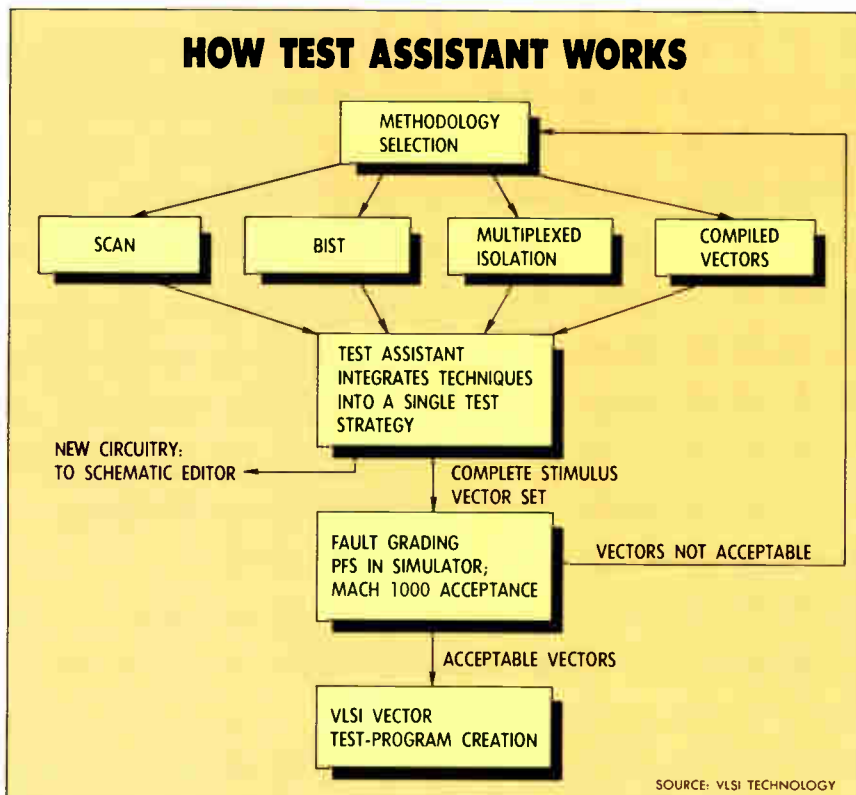 HOW TEST ASSISTANT WORKS
METHODOLOGY
SELECTION
SCAN
BIST
MULTIPLEXED
ISOLATION
COMPILED
VECTORS
TEST ASSISTANT
INTEGRATES TECHNIQUES
INTO A SINGLE TEST
STRATEGY
NEW CIRCUITRY:
TO SCHEMATIC EDITOR
COMPLETE STIMULUS
VECTOR SET
FAULT GRADING
PFS IN SIMULATOR;
MACH 1000 ACCEPTANCE
VECTORS NOT ACCEPTABLE
ACCEPTABLE VECTORS
VLSI VECTOR
TEST-PROGRAM CREATION
SOURCE: VLSI TECHNOLOGY